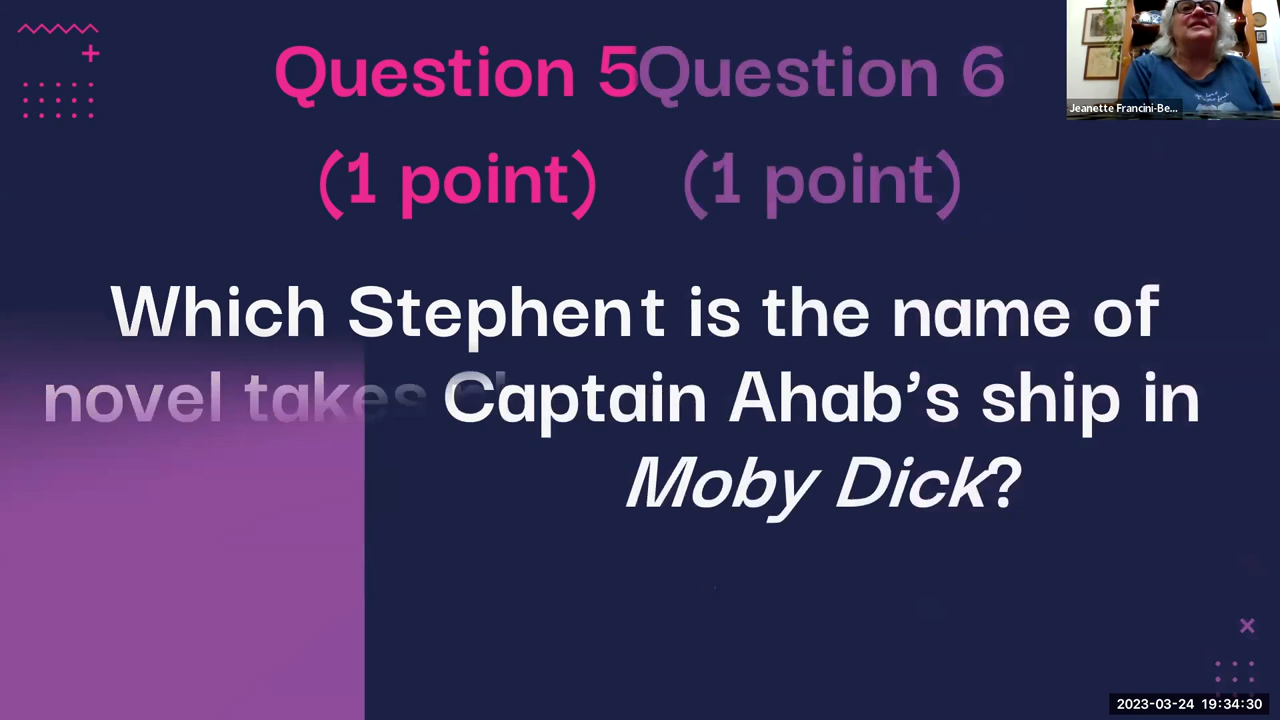 Question 5Question 6
(1 point) (1 point)
Which Stephent is the name of
novel takes Captain Ahab's ship in
Moby Dick?
Jeanette Francini-Be...
2023-03-24 19:34:30